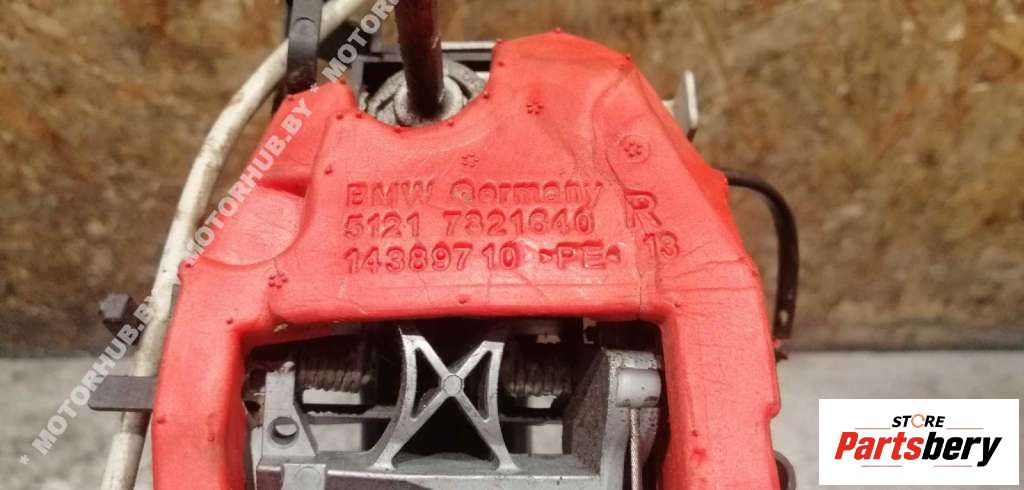 * MOTORHUB.BY * MOTORHUB.BY * MOTORHUB.BY *
BMW Germany
5121 7321640
14389710 >PE<
R
13
STORE
Partsbery